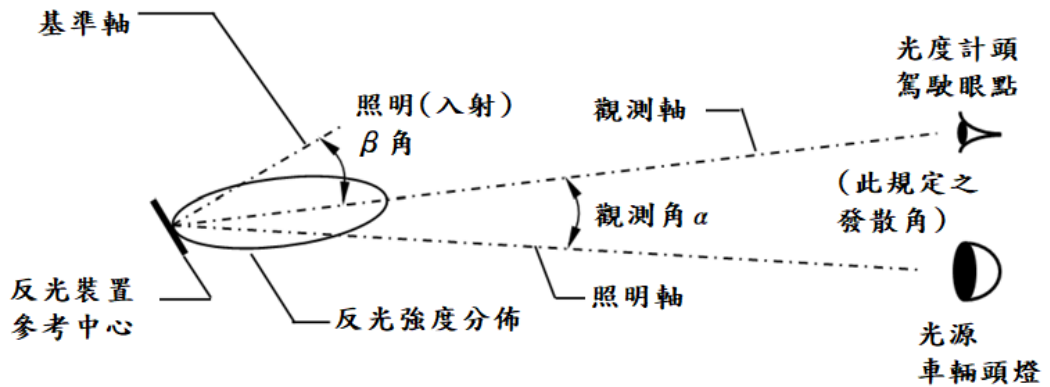 基準軸
照明(入射)
β角
觀測軸
光度計頭
駕駛眼點
(此規定之
發散角)
觀測角α
反光裝置
參考中心
反光強度分佈
照明軸
光源
車輛頭燈